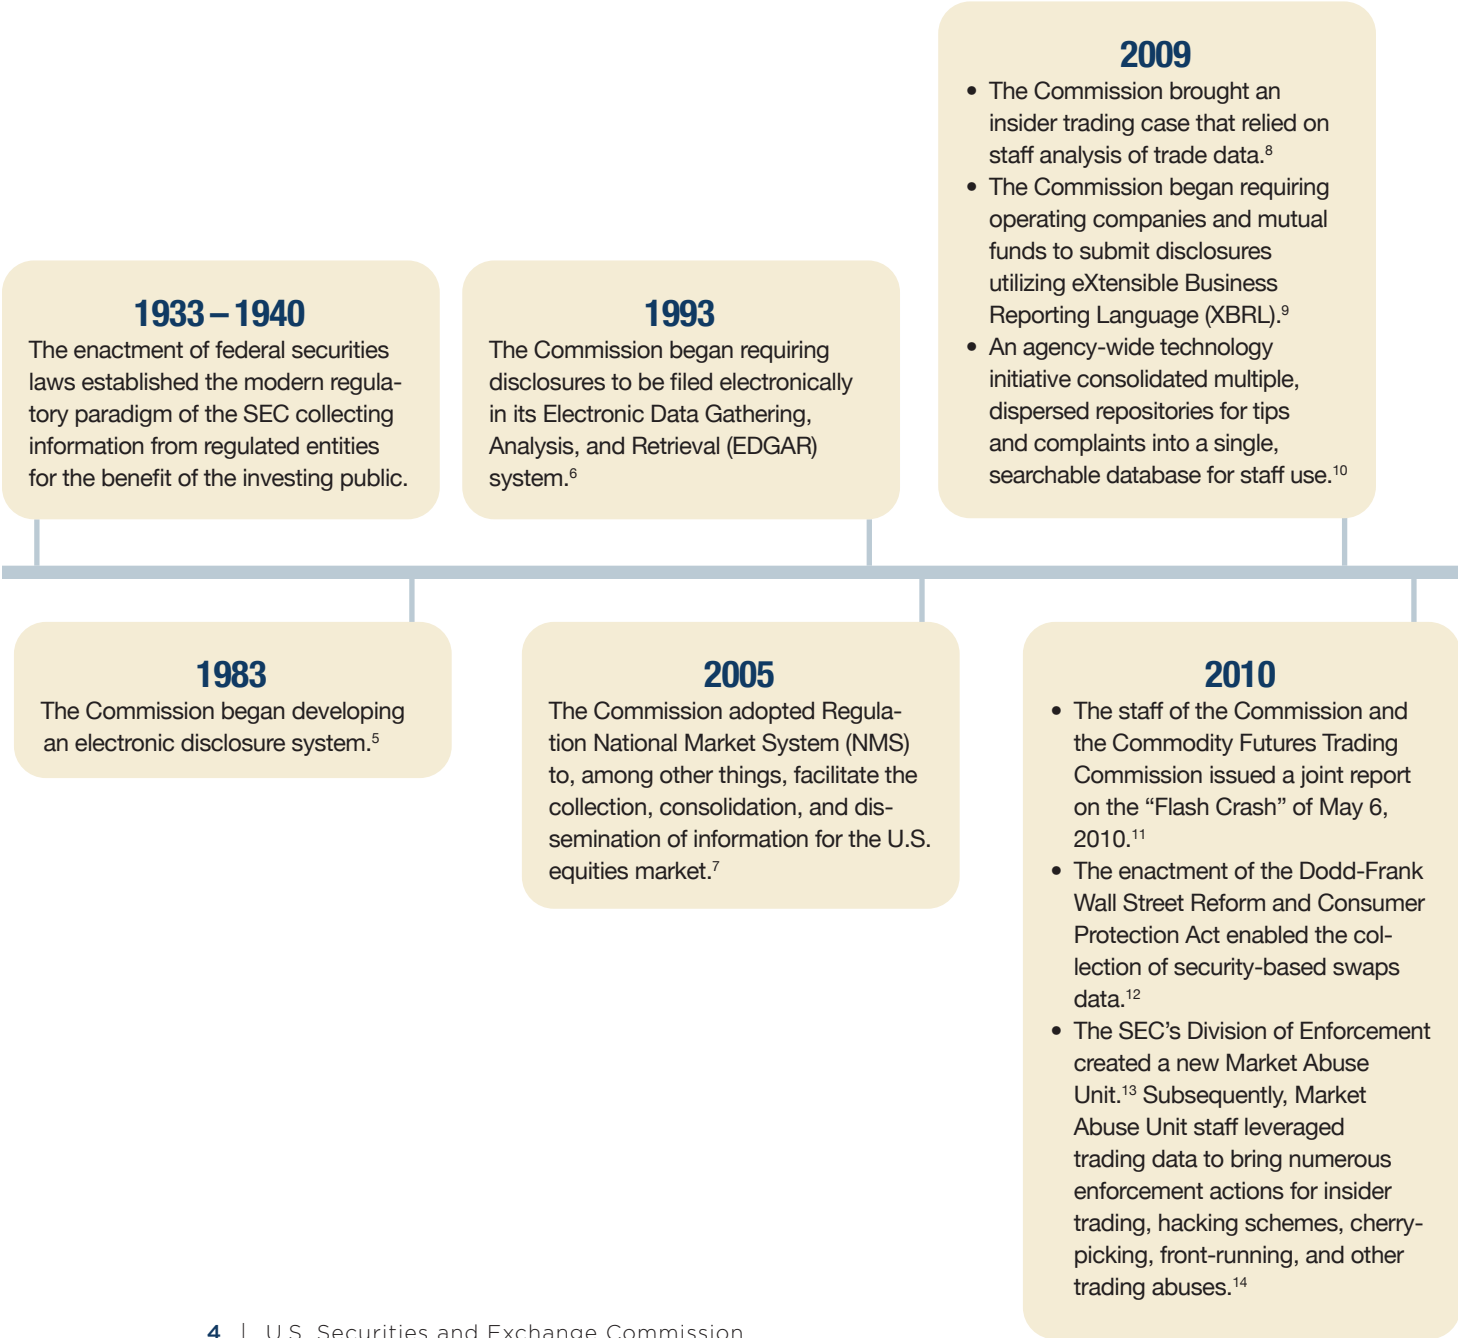 1933 – 1940
The enactment of federal securities
laws established the modern regula-
tory paradigm of the SEC collecting
information from regulated entities
for the benefit of the investing public.
1983
The Commission began developing
an electronic disclosure system.⁵
1993
The Commission began requiring
disclosures to be filed electronically
in its Electronic Data Gathering,
Analysis, and Retrieval (EDGAR)
system.⁶
2005
The Commission adopted Regula-
tion National Market System (NMS)
to, among other things, facilitate the
collection, consolidation, and dis-
semination of information for the U.S.
equities market.⁷
2009
• The Commission brought an
insider trading case that relied on
staff analysis of trade data.⁸
• The Commission began requiring
operating companies and mutual
funds to submit disclosures
utilizing eXtensible Business
Reporting Language (XBRL).⁹
• An agency-wide technology
initiative consolidated multiple,
dispersed repositories for tips
and complaints into a single,
searchable database for staff use.¹⁰
2010
• The staff of the Commission and
the Commodity Futures Trading
Commission issued a joint report
on the “Flash Crash” of May 6,
2010.¹¹
• The enactment of the Dodd-Frank
Wall Street Reform and Consumer
Protection Act enabled the col-
lection of security-based swaps
data.¹²
• The SEC’s Division of Enforcement
created a new Market Abuse
Unit.¹³ Subsequently, Market
Abuse Unit staff leveraged
trading data to bring numerous
enforcement actions for insider
trading, hacking schemes, cherry-
picking, front-running, and other
trading abuses.¹⁴
4 | U.S. Securities and Exchange Commission